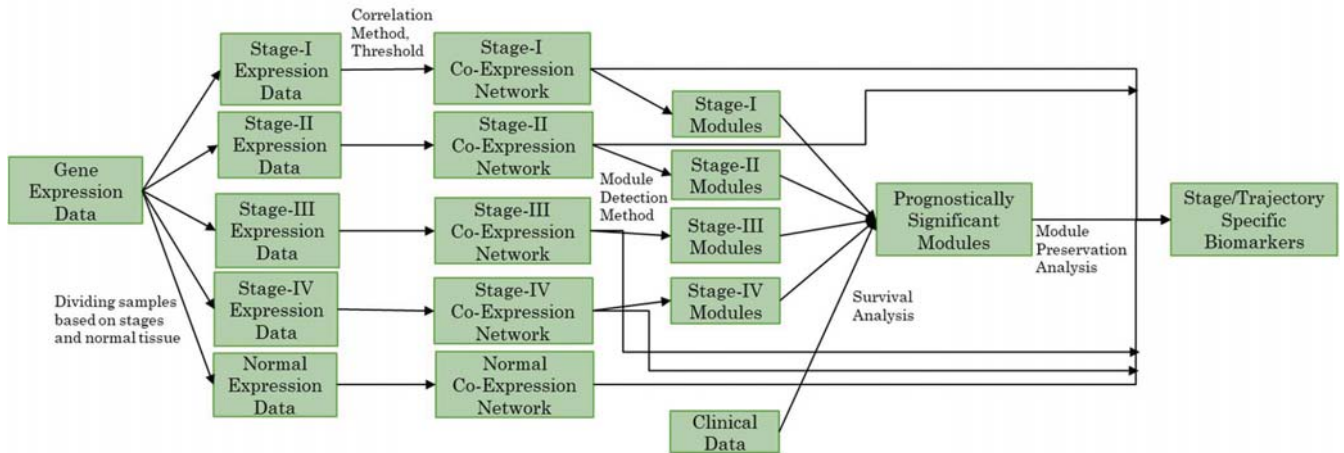 Gene
Expression
Data
Dividing samples
based on stages
and normal tissue
Stage-I
Expression
Data
Stage-II
Expression
Data
Stage-III
Expression
Data
Stage-IV
Expression
Data
Normal
Expression
Data
Correlation
Method,
Threshold
Stage-I
Co-Expression
Network
Stage-II
Co-Expression
Network
Stage-III
Co-Expression
Network
Stage-IV
Co-Expression
Network
Normal
Co-Expression
Network
Module
Detection
Method
Stage-I
Modules
Stage-II
Modules
Stage-III
Modules
Stage-IV
Modules
Clinical
Data
Survival
Analysis
Prognostically
Significant
Modules
Module
Preservation
Analysis
Stage/Trajectory
Specific
Biomarkers